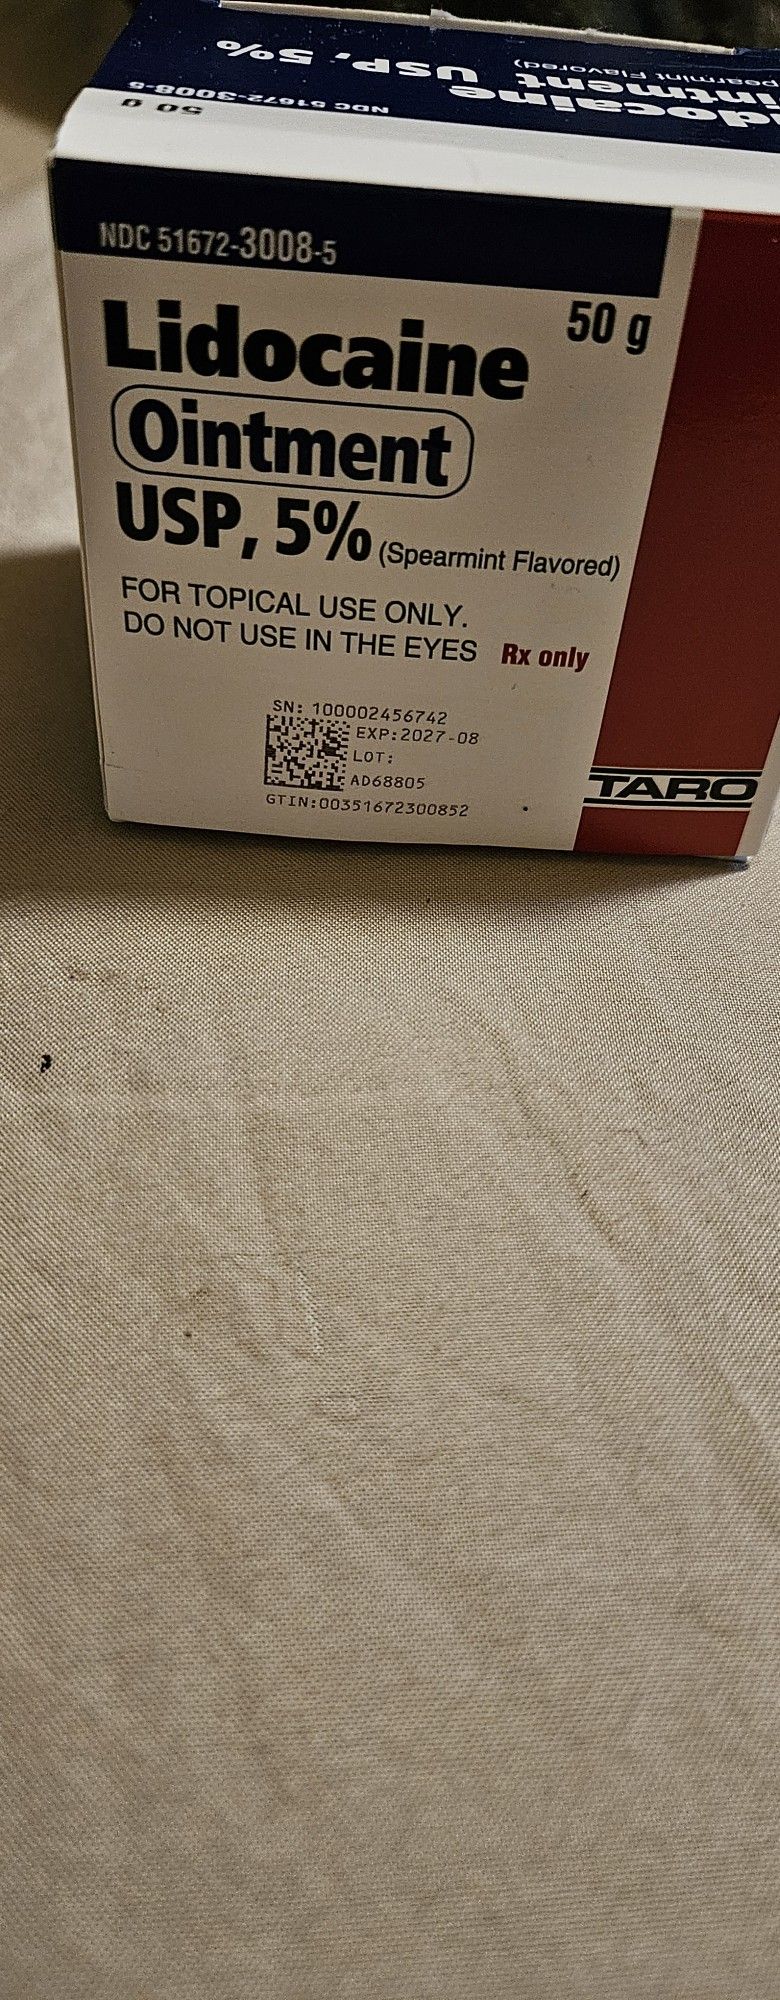 USP, 5%
NDC 51672-3008-5
50 g
NDC 51672-3008-5
50 g
Lidocaine
Ointment
USP, 5% (Spearmint Flavored)
FOR TOPICAL USE ONLY.
DO NOT USE IN THE EYES Rx only
SN: 100002456742
EXP:2027-08
LOT:
AD68805
GTIN:00351672300852
TARO